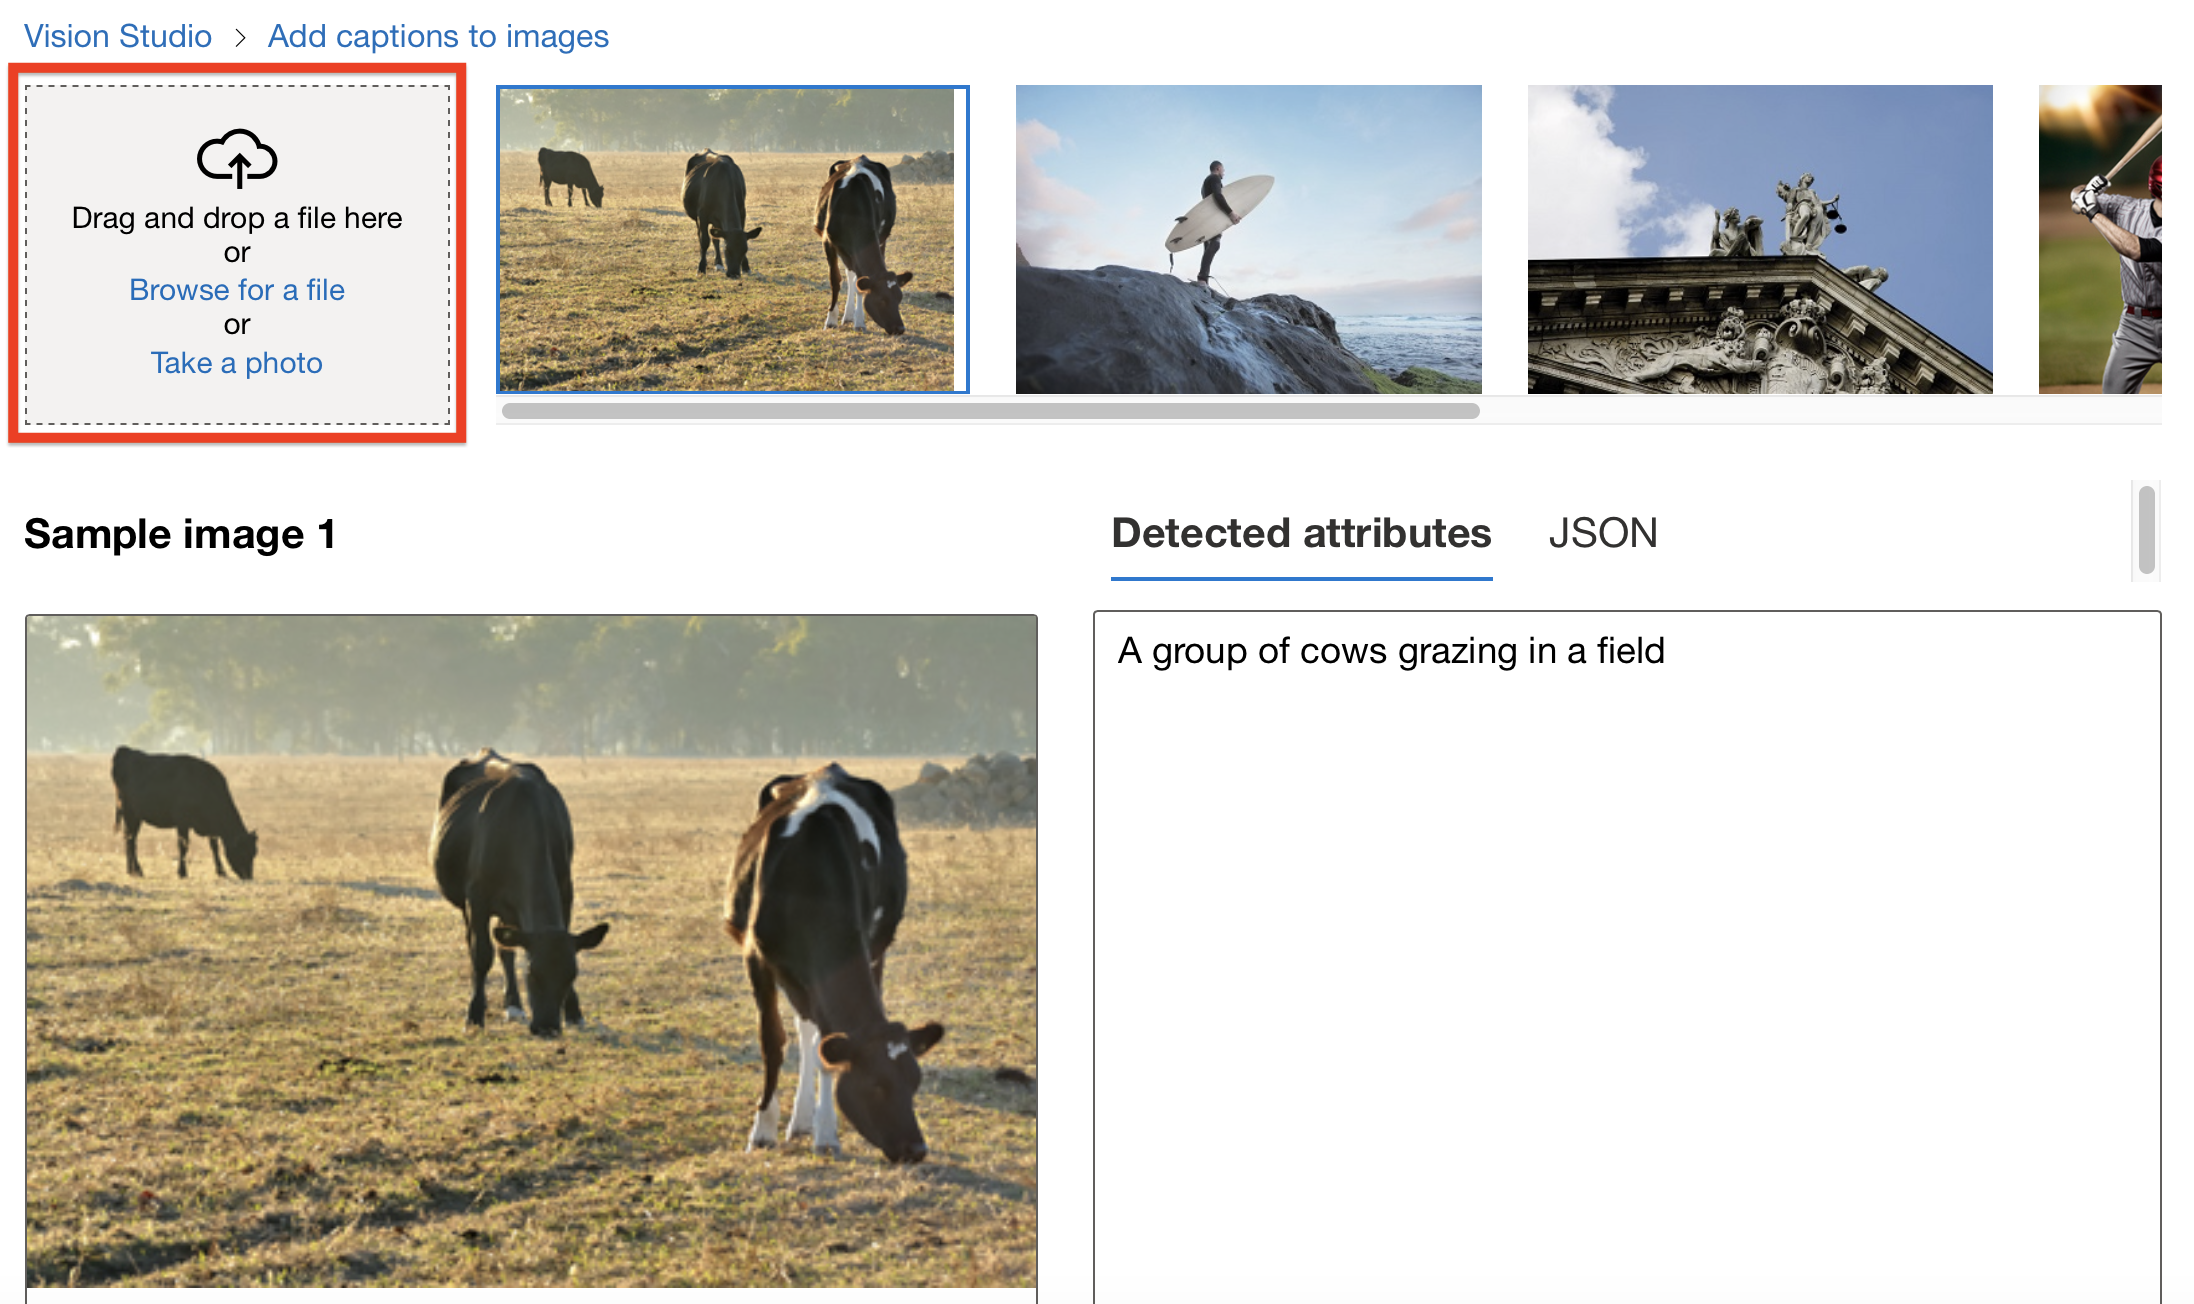 Vision Studio > Add captions to images
Drag and drop a file here
or
Browse for a file
or
Take a photo
Sample image 1
Detected attributes JSON
A group of cows grazing in a field